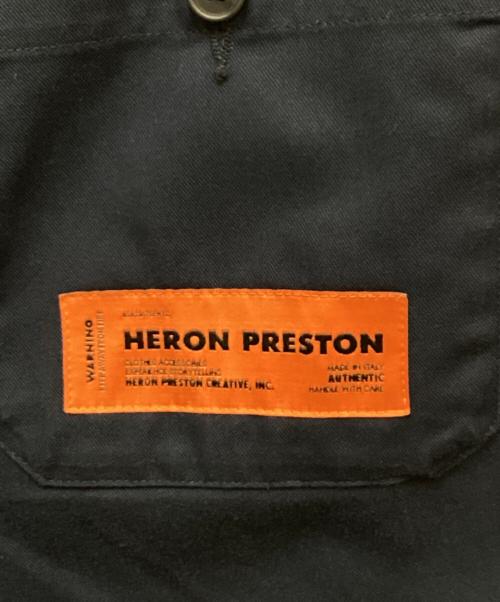 WARNING
HERON PRESTON
CLOTHES ACCESSORIES
EXPERIENCE STORYTELLING
HERON PRESTON CREATIVE, INC.
MADE IN ITALY
AUTHENTIC
HANDLE WITH CARE